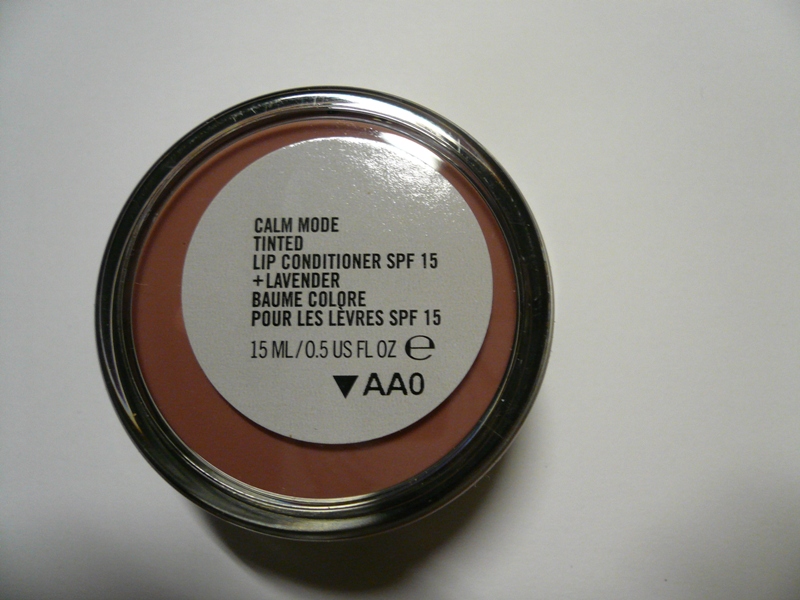 CALM MODE
TINTED
LIP CONDITIONER SPF 15
+LAVENDER
BAUME COLORE
POUR LES LÈVRES SPF 15
15 ML/0.5 US FL OZ ℮
▼AA0